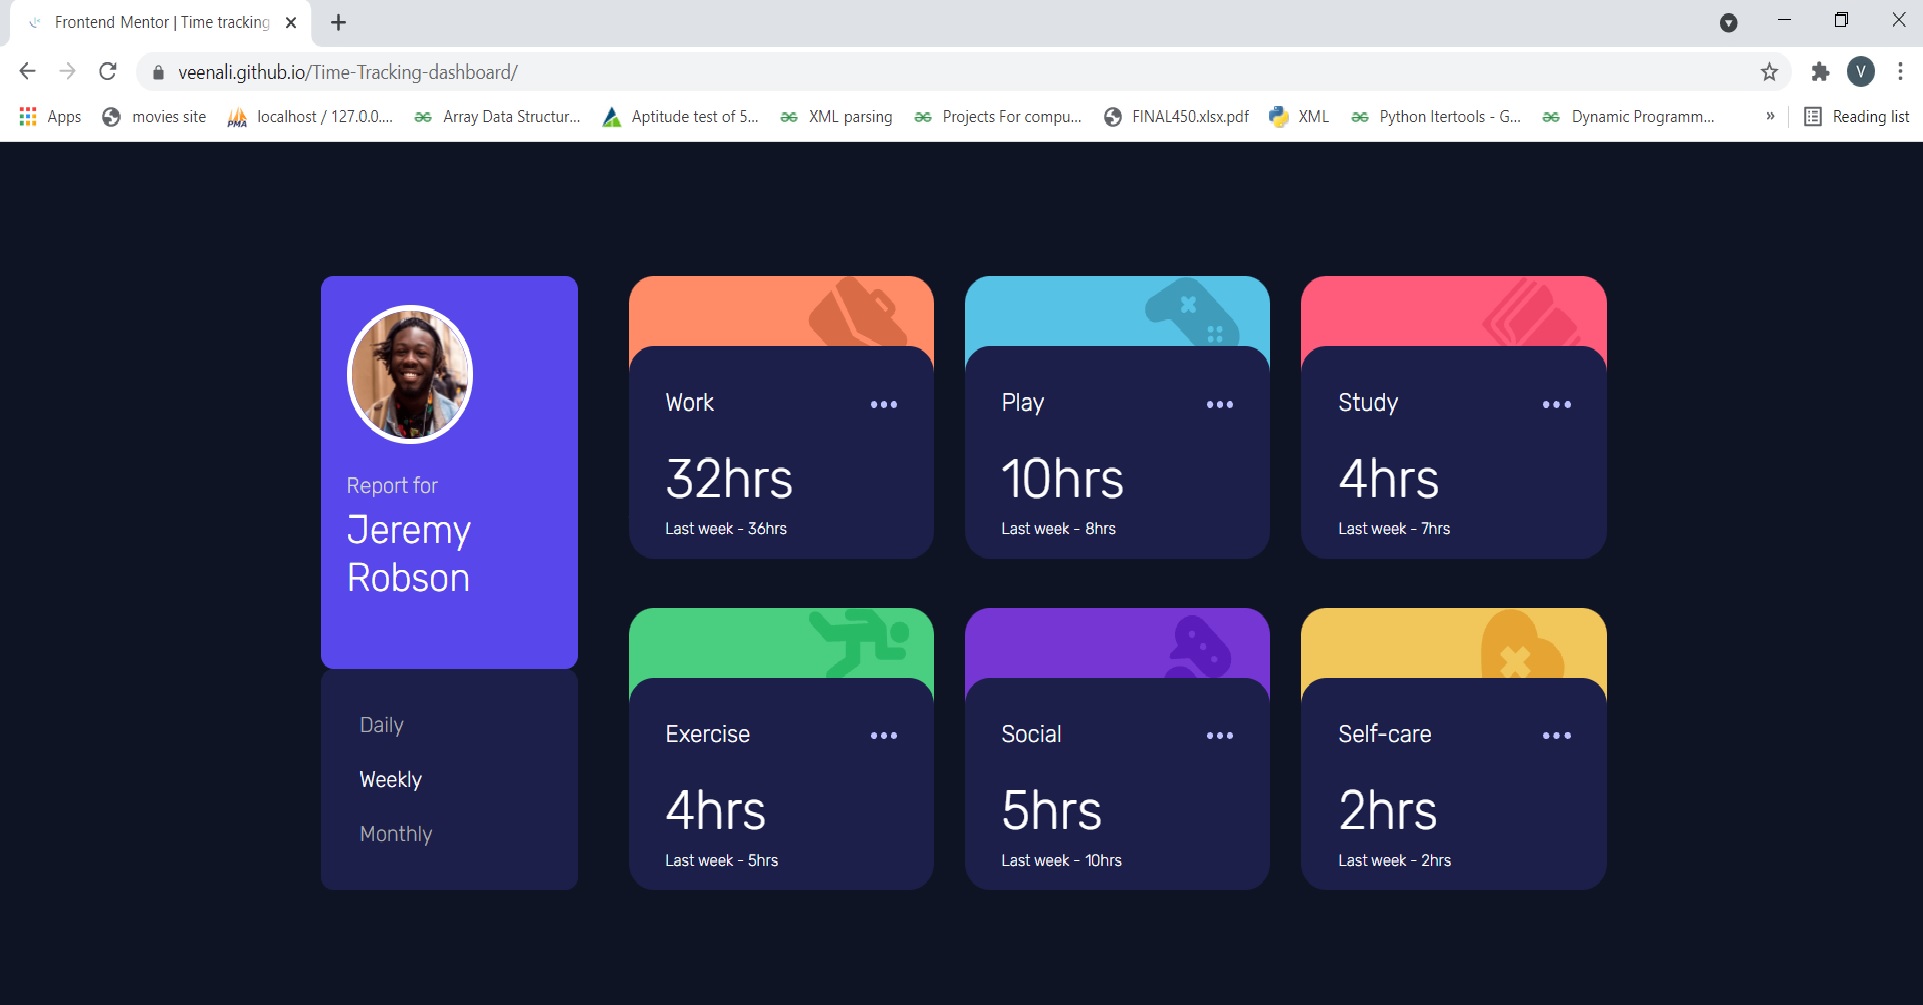 Frontend Mentor | Time tracking
veenali.github.io/Time-Tracking-dashboard/
V
Apps
movies site
PMA
localhost / 127.0.0....
Array Data Structur...
Aptitude test of 5...
XML parsing
Projects For compu...
FINAL450.xlsx.pdf
XML
Python Itertools - G...
Dynamic Programm...
»
Reading list
Report for
Jeremy
Robson
Daily
Weekly
Monthly
Work
32hrs
Last week - 36hrs
Play
10hrs
Last week - 8hrs
Study
4hrs
Last week - 7hrs
Exercise
4hrs
Last week - 5hrs
Social
5hrs
Last week - 10hrs
Self-care
2hrs
Last week - 2hrs